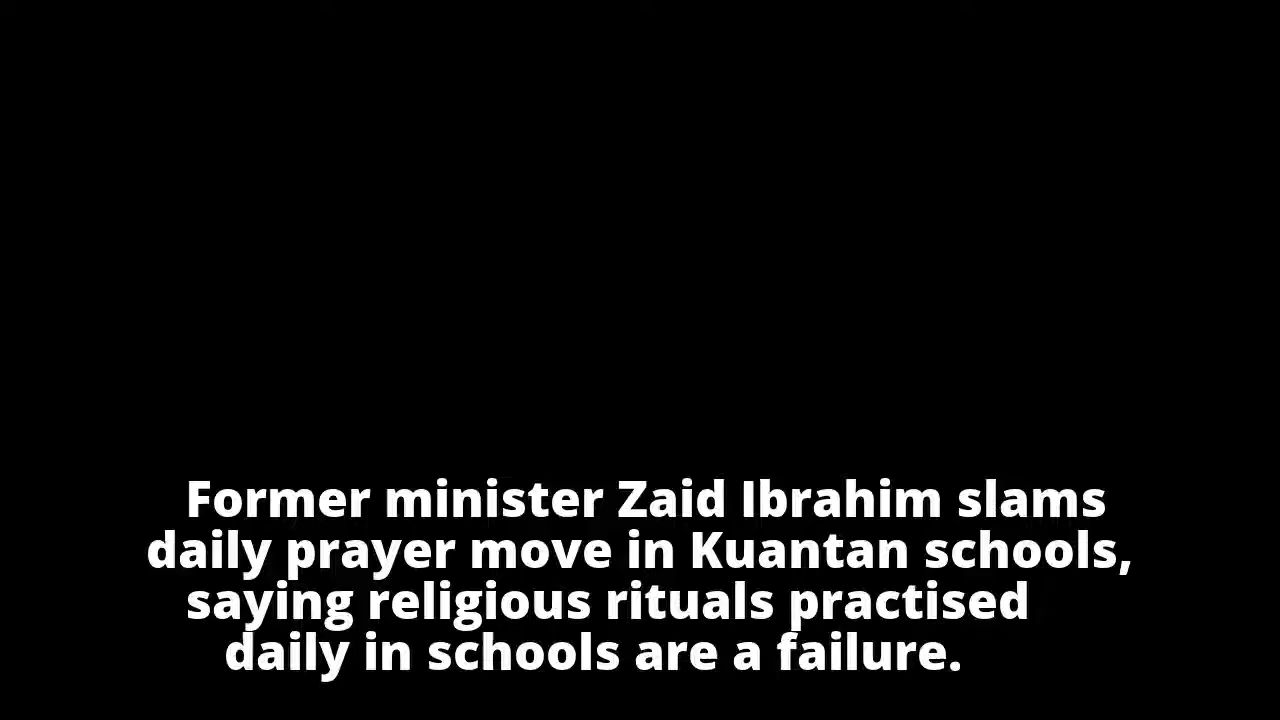 Former minister Zaid Ibrahim slams
daily prayer move in Kuantan schools,
saying religious rituals practised
daily in schools are a failure.